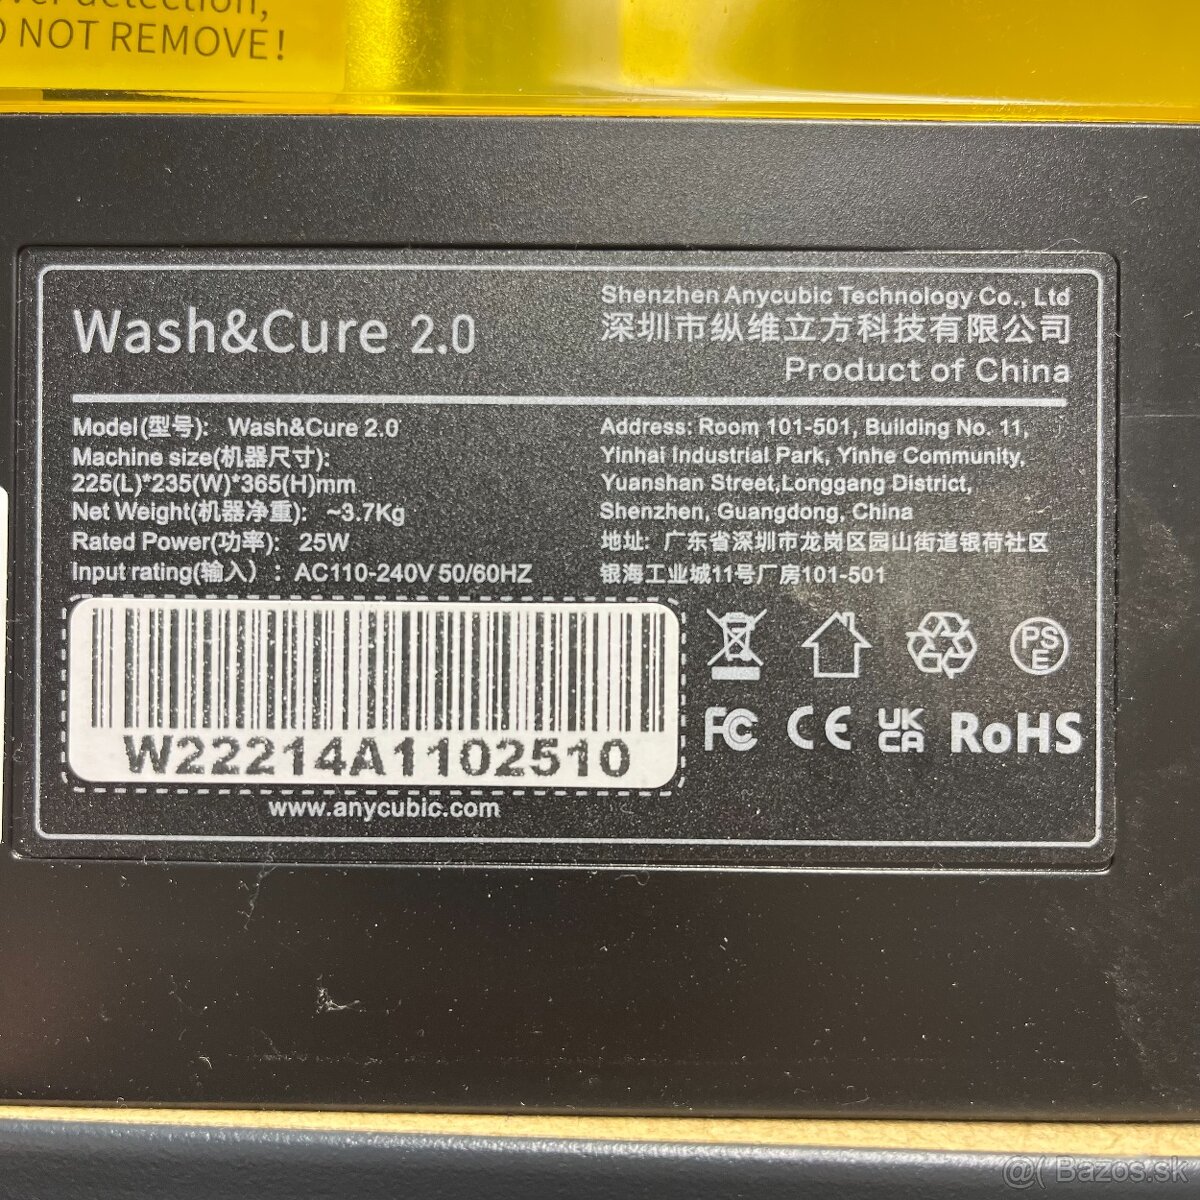 over detection,
DO NOT REMOVE!
Wash&Cure 2.0
Shenzhen Anycubic Technology Co., Ltd
深圳市纵维立方科技有限公司
Product of China
Model(型号): Wash&Cure 2.0
Machine size(机器尺寸):
225(L)*235(W)*365(H)mm
Net Weight(机器净重): ~3.7Kg
Rated Power(功率): 25W
Input rating(输入）: AC110-240V 50/60HZ
Address: Room 101-501, Building No. 11,
Yinhai Industrial Park, Yinhe Community,
Yuanshan Street,Longgang District,
Shenzhen, Guangdong, China
地址: 广东省深圳市龙岗区园山街道银荷社区
银海工业城11号厂房101-501
W22214A1102510
www.anycubic.com
PS
E
FC CE UK
CA RoHS
@( Bazos.sk